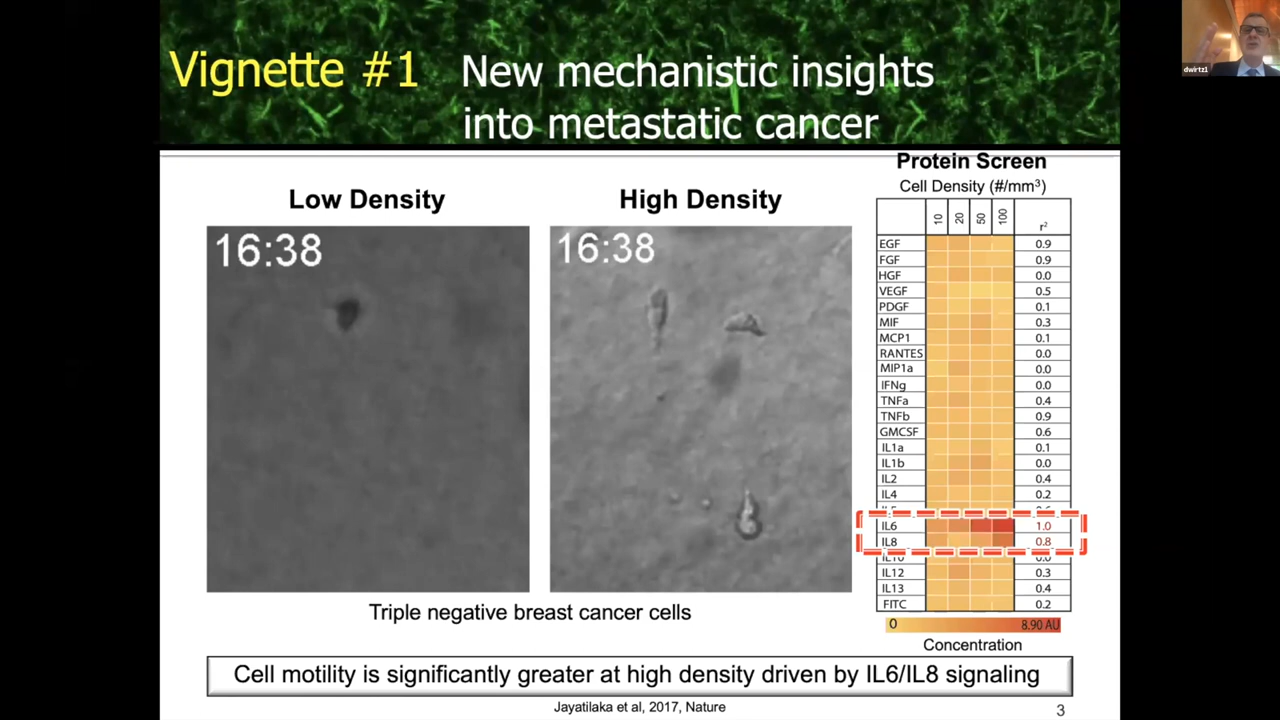 Vignette #1 New mechanistic insights
into metastatic cancer
dwirtz1
Low Density
High Density
16:38
16:38
Triple negative breast cancer cells
Protein Screen
Cell Density (#/mm³)
10 20 50 100 r²
EGF 0.9
FGF 0.9
HGF 0.0
VEGF 0.5
PDGF 0.1
MIF 0.3
MCP1 0.1
RANTES 0.0
MIP1a 0.0
IFNg 0.0
TNFa 0.4
TNFb 0.9
GMCSF 0.6
IL1a 0.1
IL1b 0.0
IL2 0.4
IL4 0.2
IL6 1.0
IL8 0.8
IL10 0.0
IL12 0.3
IL13 0.4
FITC 0.2
0 8.90 AU
Concentration
Cell motility is significantly greater at high density driven by IL6/IL8 signaling
Jayatilaka et al, 2017, Nature
3